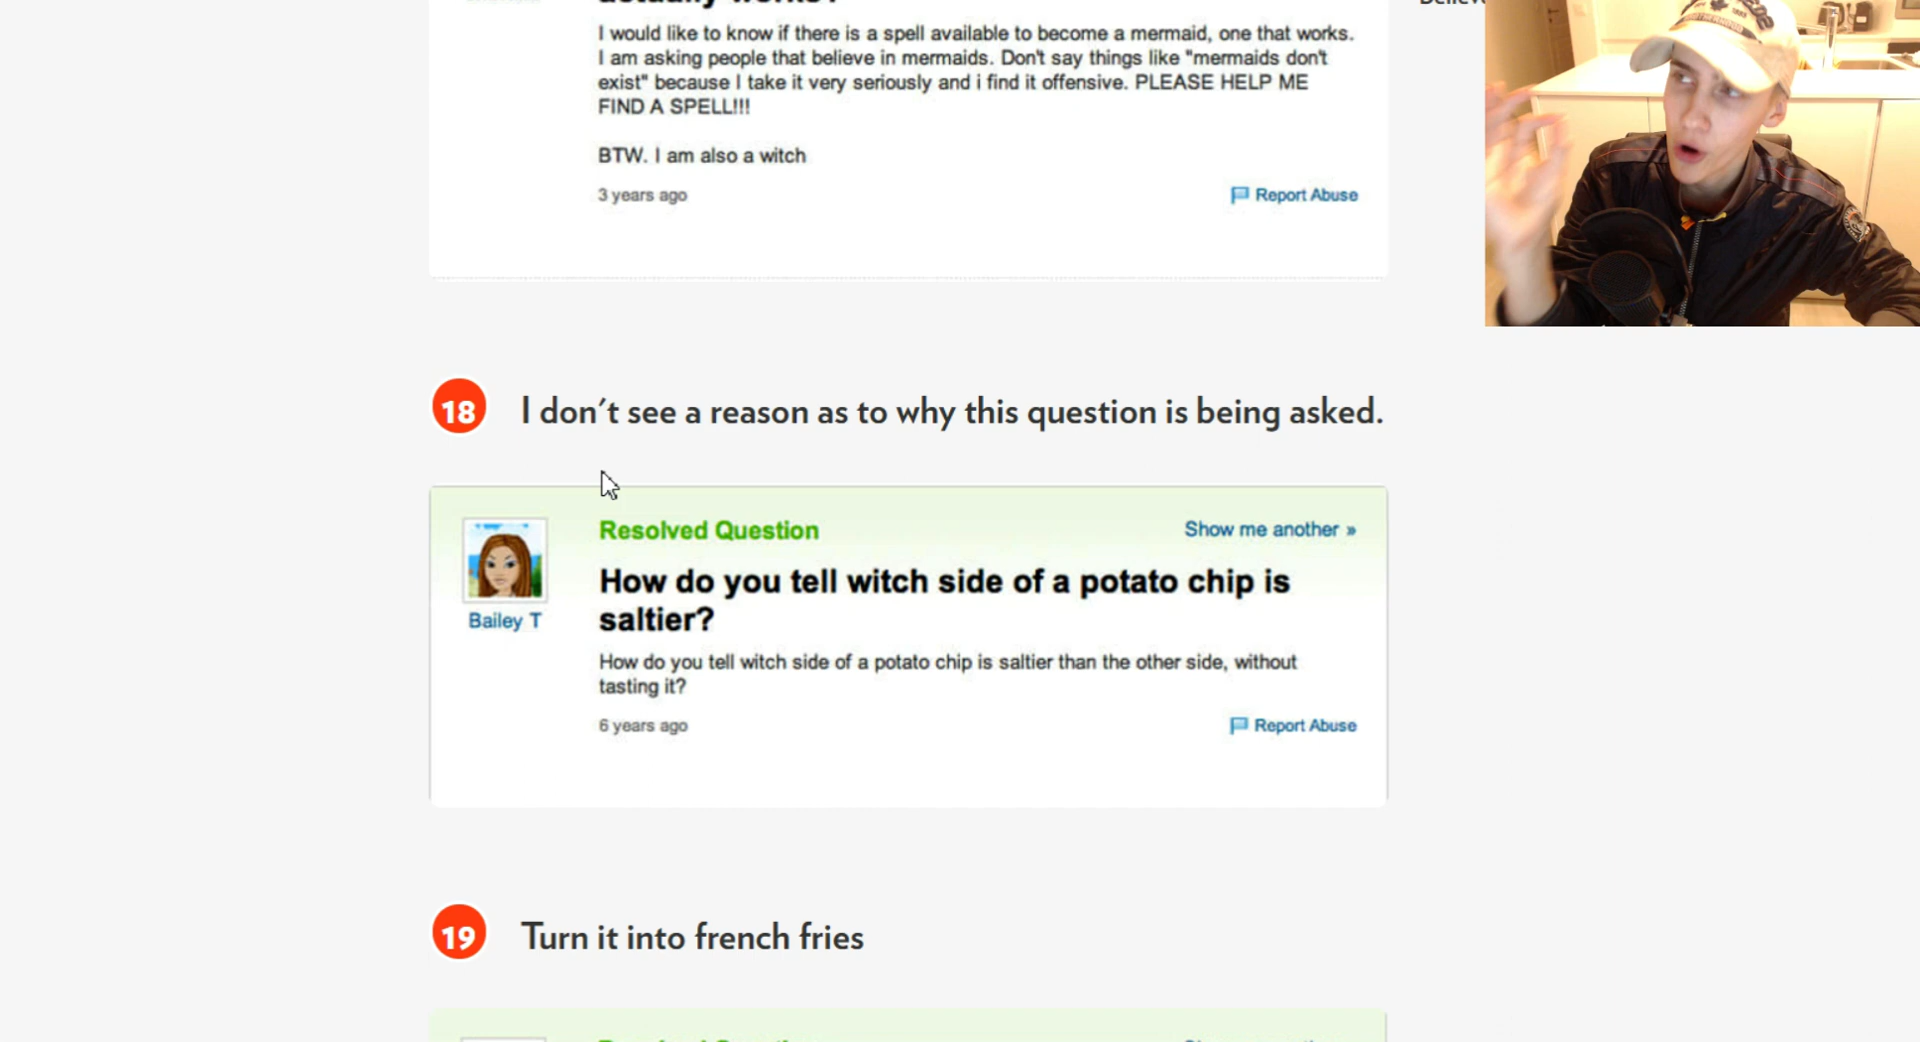 actually works?
I would like to know if there is a spell available to become a mermaid, one that works.
I am asking people that believe in mermaids. Don't say things like "mermaids don't
exist" because I take it very seriously and i find it offensive. PLEASE HELP ME
FIND A SPELL!!!
BTW. I am also a witch
3 years ago
Report Abuse
18 I don't see a reason as to why this question is being asked.
Resolved Question
Show me another »
Bailey T
How do you tell witch side of a potato chip is
saltier?
How do you tell witch side of a potato chip is saltier than the other side, without
tasting it?
6 years ago
Report Abuse
19 Turn it into french fries